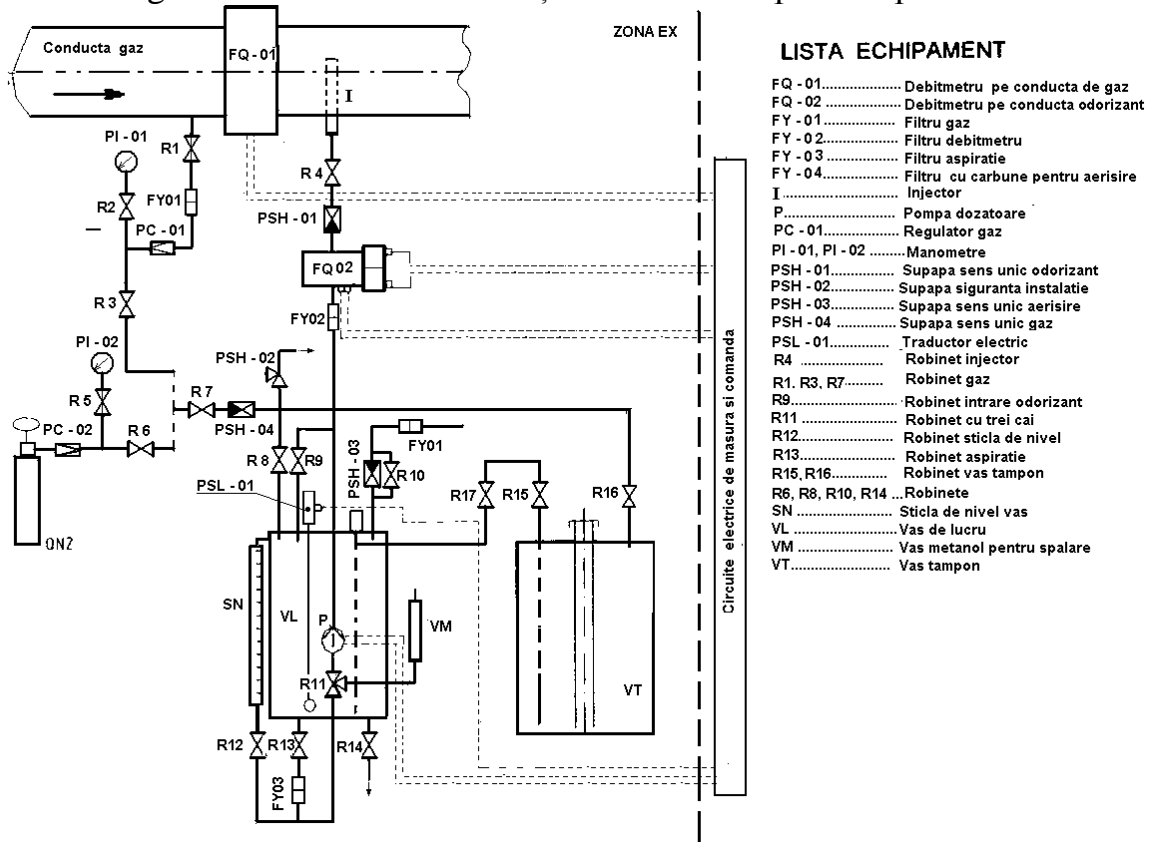 ZONA EX
Conducta gaz
FQ - 01
I
PI - 01
R1
R 4
R2
FY01
PSH - 01
PC - 01
FQ 02
R 3
FY02
PI - 02
PSH - 02
R 5
R 7
PC - 02
R 6
PSH - 04
FY01
R 8
R9
PSH - 03
R 10
PSL - 01
R17
R15
R16
QN2
SN
VL
P
VM
R11
VT
R12
R13
R14
FY03
Circuite electrice de masura si comanda
LISTA ECHIPAMENT
FQ - 01..................... Debitmetru pe conducta de gaz
FQ - 02 .................... Debitmetru pe conducta odorizant
FY - 01..................... Filtru gaz
FY - 02..................... Filtru debitmetru
FY - 03 .................... Filtru aspiratie
FY - 04..................... Filtru cu carbune pentru aerisire
I............................... Injector
P.............................. Pompa dozatoare
PC - 01..................... Regulator gaz
PI - 01, PI - 02 ........Manometre
PSH - 01.................. Supapa sens unic odorizant
PSH - 02.................. Supapa siguranta instalatie
PSH - 03.................. Supapa sens unic aerisire
PSH - 04 ................. Supapa sens unic gaz
PSL - 01................... Traductor electric
R4 ....................... Robinet injector
R1. R3, R7.......... Robinet gaz
R9............................Robinet intrare odorizant
R11 ......................... Robinet cu trei cai
R12.......................... Robinet sticla de nivel
R13.......................... Robinet aspiratie
R15, R16................. Robinet vas tampon
R6, R8, R10, R14 ...Robinete
SN ........................... Sticla de nivel vas
VL ........................... Vas de lucru
VM .......................... Vas metanol pentru spalare
VT............................ Vas tampon